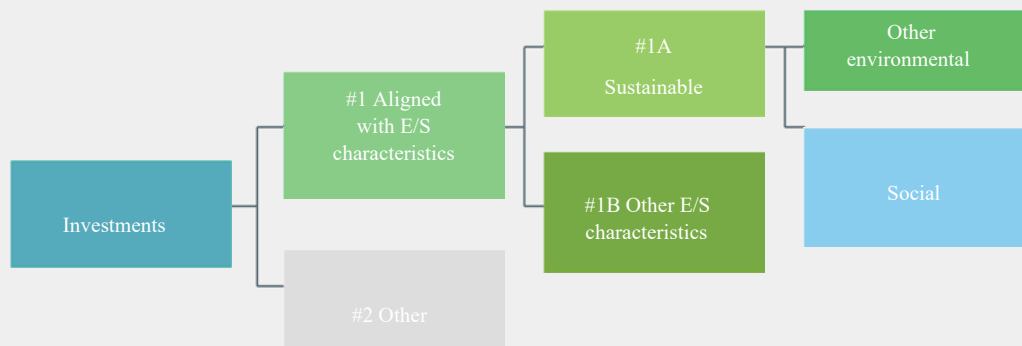 Investments
#1 Aligned
with E/S
characteristics
#2 Other
#1A
Sustainable
#1B Other E/S
characteristics
Other
environmental
Social